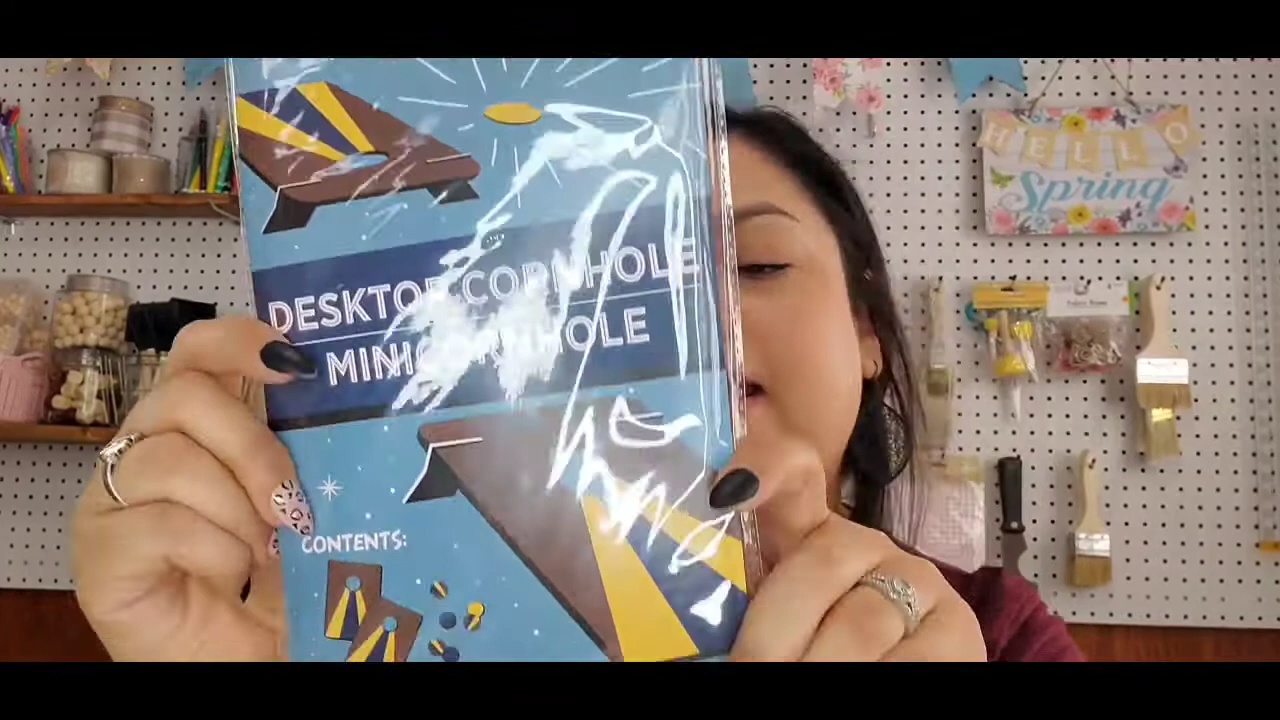 DESKTOP CORNHOLE
MINI CORNHOLE
CONTENTS:
HELLO
Spring